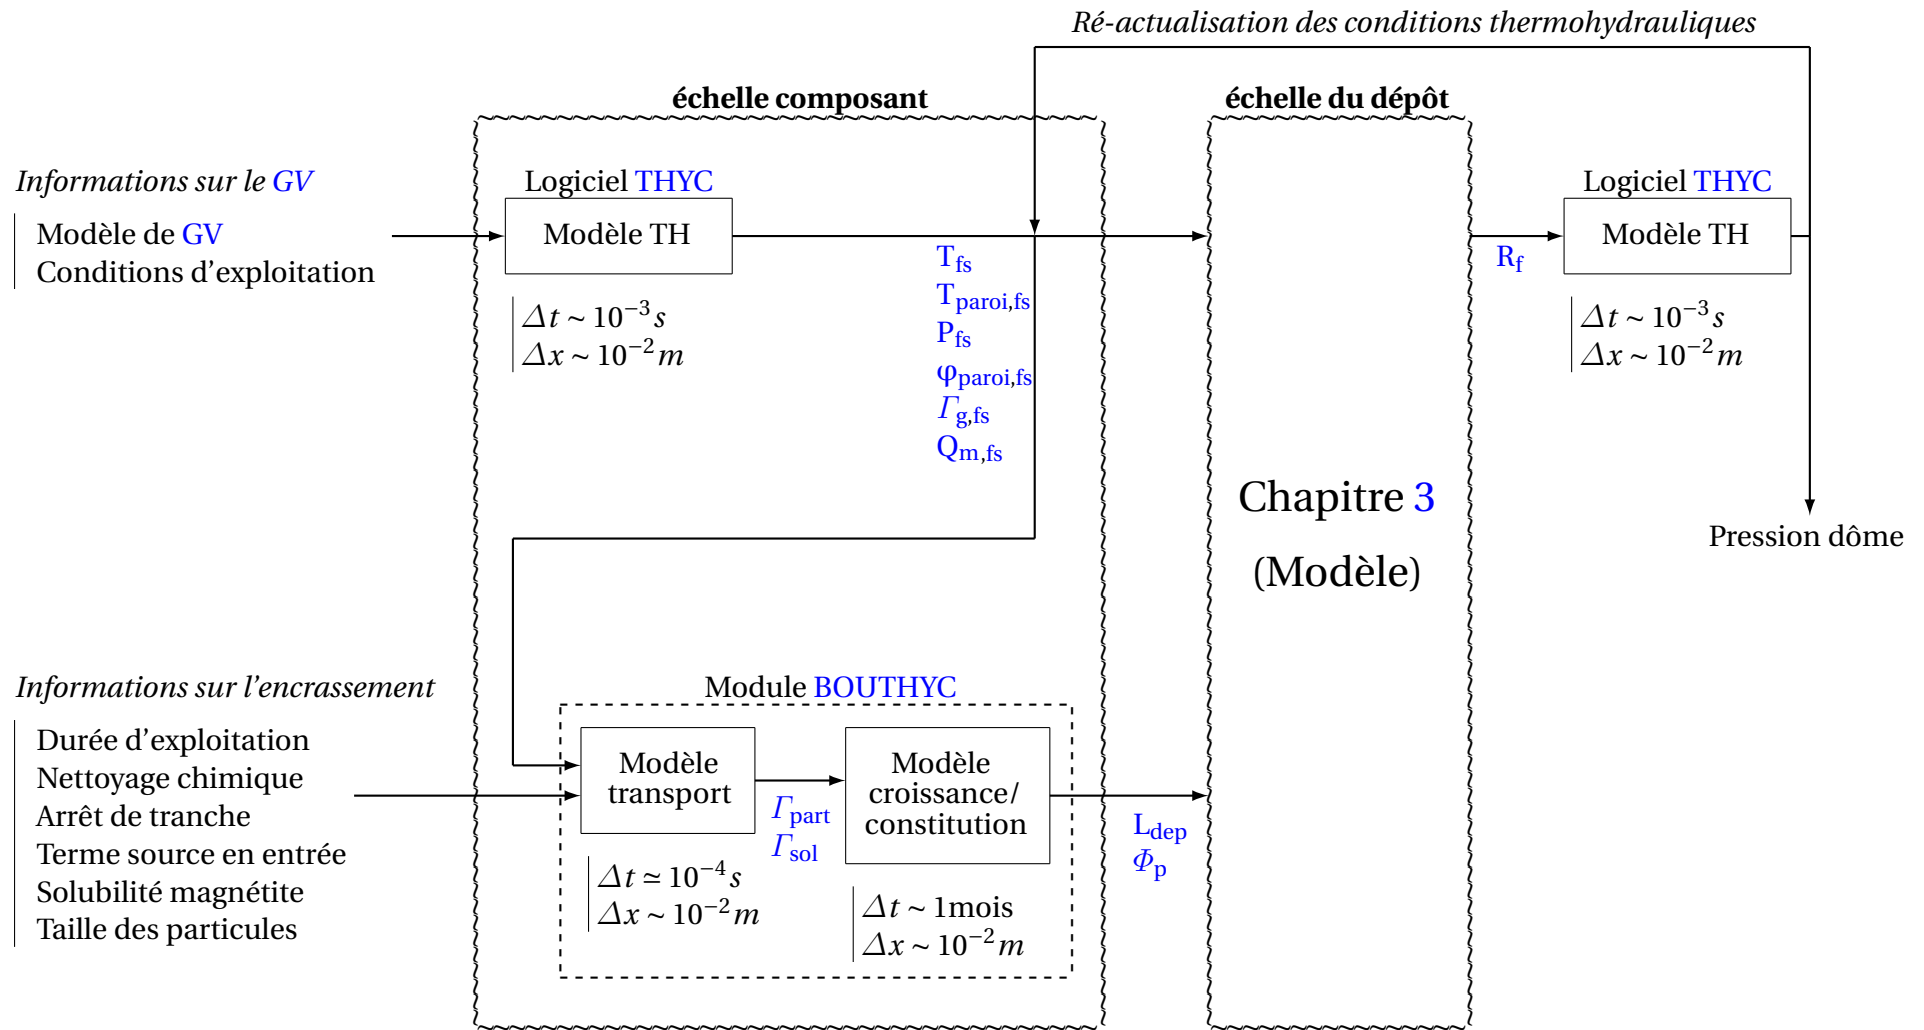 Ré-actualisation des conditions thermohydrauliques
échelle composant
échelle du dépôt
Informations sur le GV
Modèle de GV
Conditions d'exploitation
Logiciel THYC
Modèle TH
Δt ~ 10⁻³ s
Δx ~ 10⁻² m
T_fs
T_paroi,fs
P_fs
φ_paroi,fs
Γ_g,fs
Q_m,fs
Chapitre 3
(Modèle)
R_f
Logiciel THYC
Modèle TH
Δt ~ 10⁻³ s
Δx ~ 10⁻² m
Pression dôme
Informations sur l'encrassement
Durée d'exploitation
Nettoyage chimique
Arrêt de tranche
Terme source en entrée
Solubilité magnétite
Taille des particules
Module BOUTHYC
Modèle
transport
Δt ≃ 10⁻⁴ s
Δx ~ 10⁻² m
Γ_part
Γ_sol
Modèle
croissance/
constitution
Δt ~ 1mois
Δx ~ 10⁻² m
L_dep
Φ_p